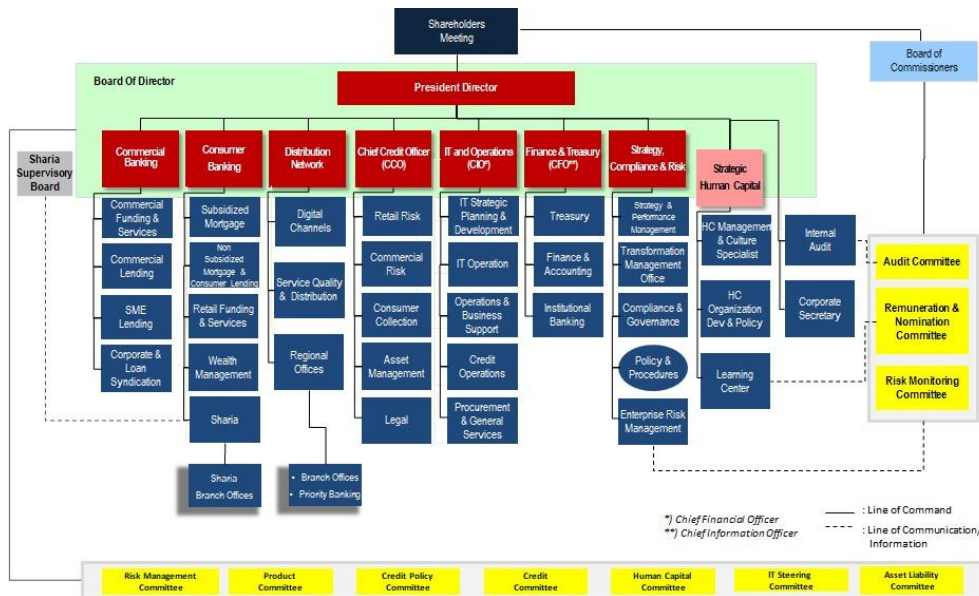 Shareholders
Meeting
Board of
Commissioners
Board Of Director
President Director
Sharia
Supervisory
Board
Commercial
Banking
Consumer
Banking
Distribution
Network
Chief Credit Officer
(CCO)
IT and Operations
(CIO*)
Finance & Treasury
(CFO**)
Strategy,
Compliance & Risk
Strategic
Human Capital
Commercial
Funding &
Services
Commercial
Lending
SME
Lending
Corporate &
Loan
Syndication
Subsidized
Mortgage
Non
Subsidized
Mortgage &
Consumer Lending
Retail Funding
& Services
Wealth
Management
Sharia
Sharia
Branch Offices
Digital
Channels
Service Quality
& Distribution
Regional
Offices
• Branch Offices
• Priority Banking
Retail Risk
Commercial
Risk
Consumer
Collection
Asset
Management
Legal
IT Strategic
Planning &
Development
IT Operation
Operations &
Business
Support
Credit
Operations
Procurement
& General
Services
Treasury
Finance &
Accounting
Institutional
Banking
Strategy &
Performance
Management
Transformation
Management
Office
Compliance &
Governance
Policy &
Procedures
Enterprise Risk
Management
HC Management
& Culture
Specialist
HC
Organization
Dev & Policy
Learning
Center
Internal
Audit
Corporate
Secretary
Audit Committee
Remuneration &
Nomination
Committee
Risk Monitoring
Committee
*) Chief Financial Officer
**) Chief Information Officer
: Line of Command
: Line of Communication/
Information
Risk Management
Committee
Product
Committee
Credit Policy
Committee
Credit
Committee
Human Capital
Committee
IT Steering
Committee
Asset Liability
Committee